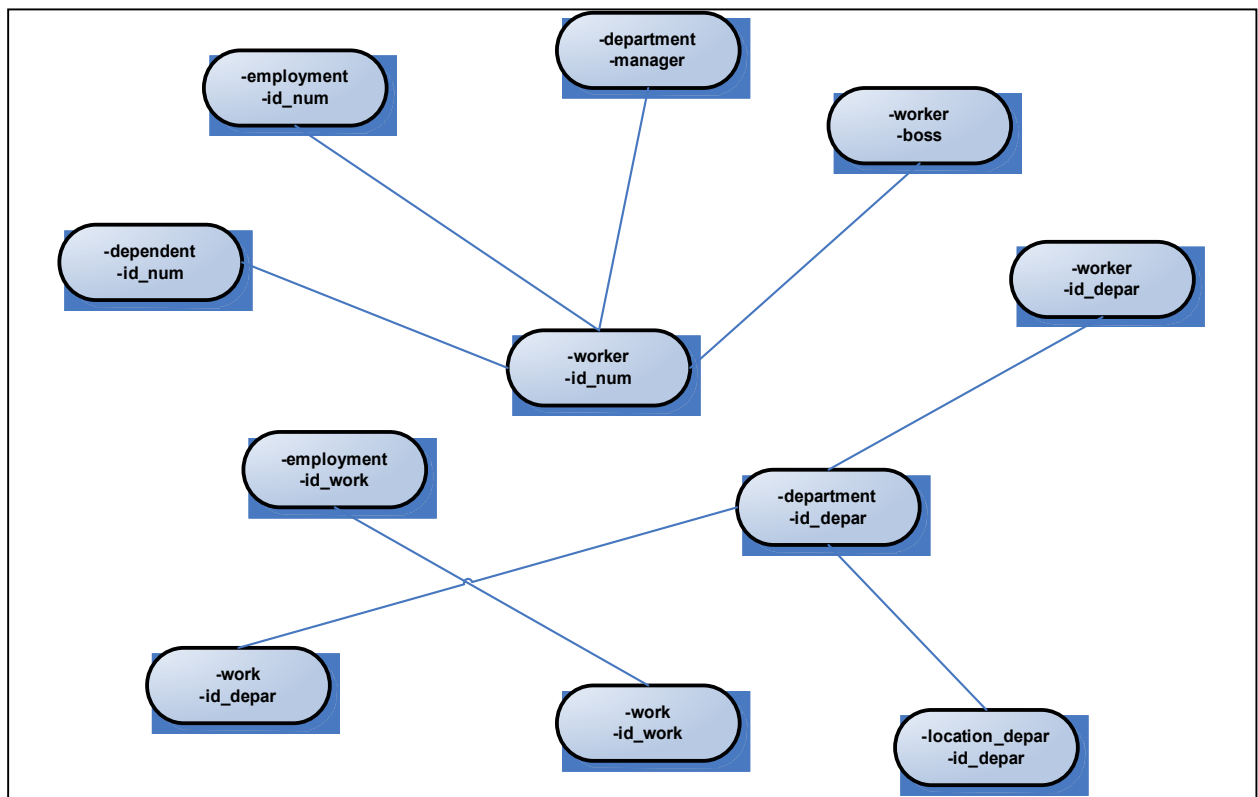 -department
-manager
-employment
-id_num
-worker
-boss
-dependent
-id_num
-worker
-id_depar
-worker
-id_num
-employment
-id_work
-department
-id_depar
-work
-id_depar
-work
-id_work
-location_depar
-id_depar